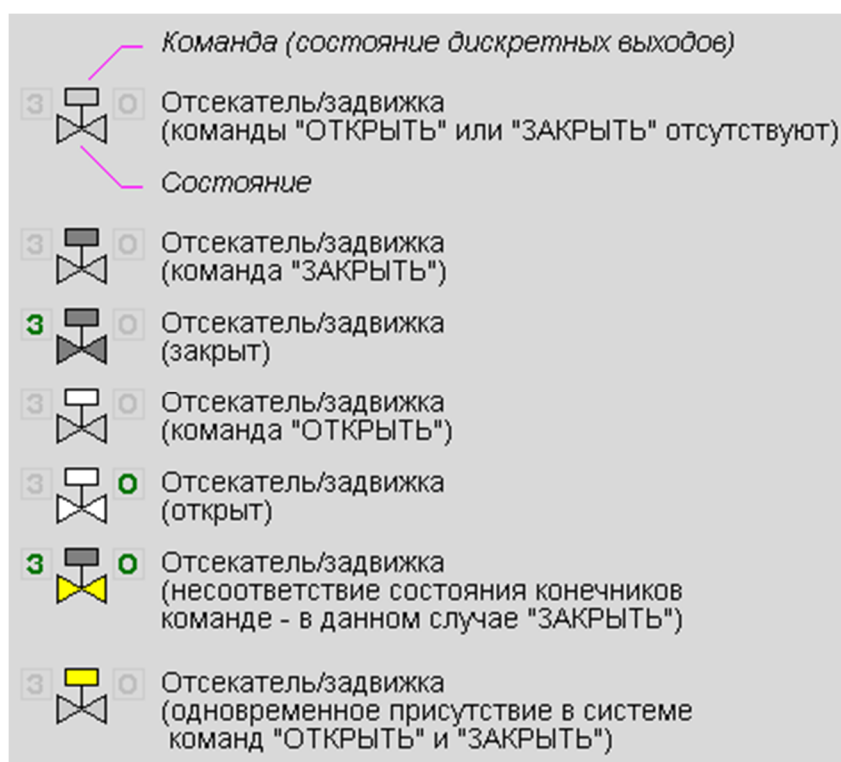 Команда (состояние дискретных выходов)
З О Отсекатель/задвижка
(команды "ОТКРЫТЬ" или "ЗАКРЫТЬ" отсутствуют)
Состояние
З О Отсекатель/задвижка
(команда "ЗАКРЫТЬ")
З О Отсекатель/задвижка
(закрыт)
З О Отсекатель/задвижка
(команда "ОТКРЫТЬ")
З О Отсекатель/задвижка
(открыт)
З О Отсекатель/задвижка
(несоответствие состояния конечников
команде - в данном случае "ЗАКРЫТЬ")
З О Отсекатель/задвижка
(одновременное присутствие в системе
команд "ОТКРЫТЬ" и "ЗАКРЫТЬ")